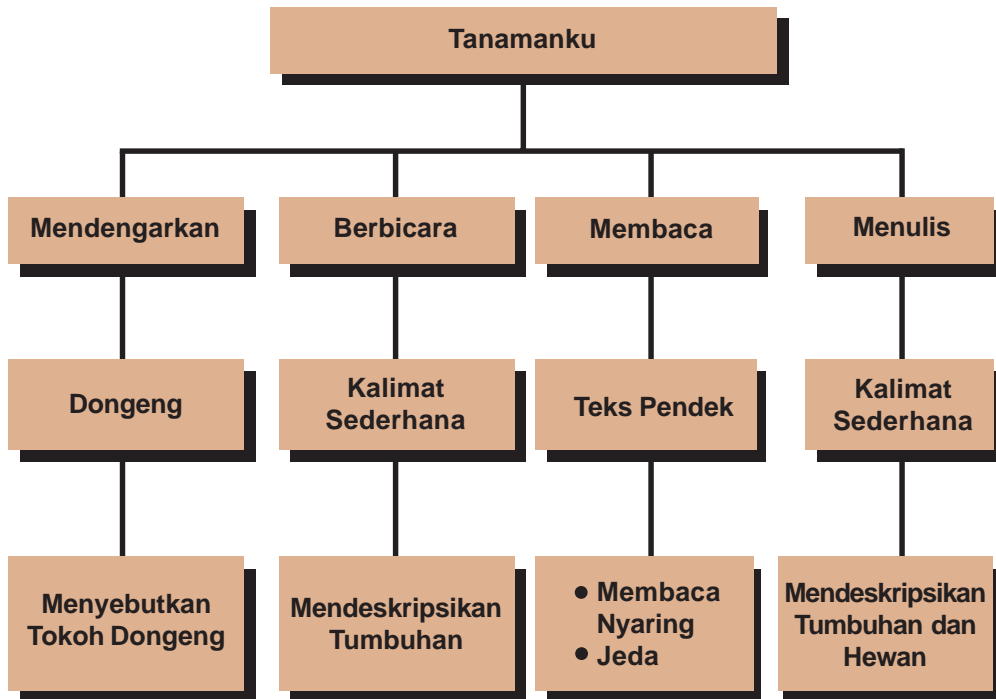 Tanamanku
Mendengarkan
Berbicara
Membaca
Menulis
Dongeng
Kalimat
Sederhana
Teks Pendek
Kalimat
Sederhana
Menyebutkan
Tokoh Dongeng
Mendeskripsikan
Tumbuhan
• Membaca
Nyaring
• Jeda
Mendeskripsikan
Tumbuhan dan
Hewan